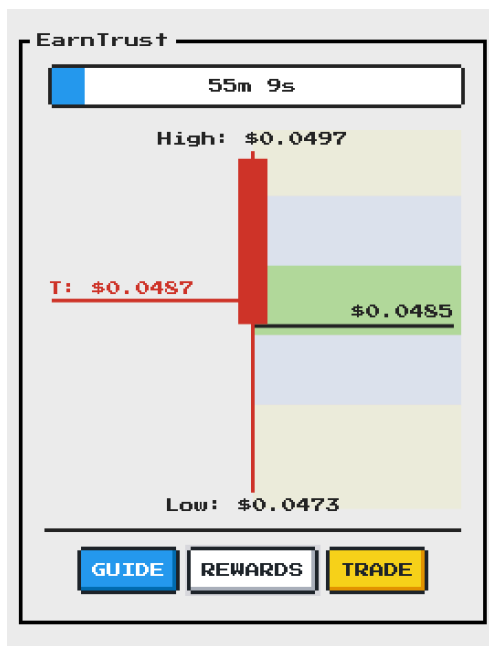 EarnTrust
55m 9s
High: $0.0497
T: $0.0487
$0.0485
Low: $0.0473
GUIDE REWARDS TRADE